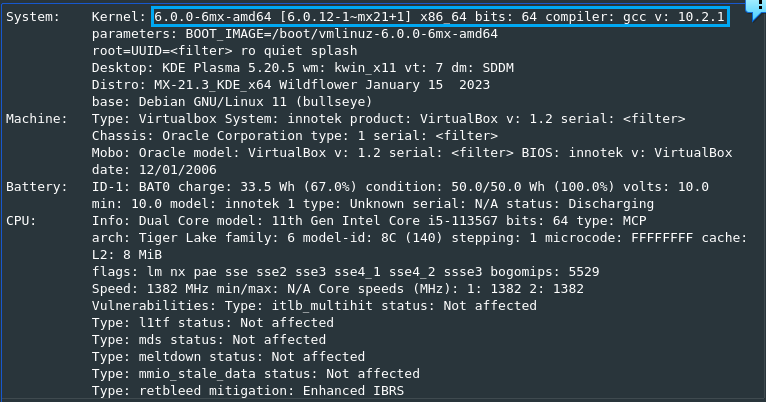 System: Kernel: 6.0.0-6mx-amd64 [6.0.12-1~mx21+1] x86_64 bits: 64 compiler: gcc v: 10.2.1
parameters: BOOT_IMAGE=/boot/vmlinuz-6.0.0-6mx-amd64
root=UUID=<filter> ro quiet splash
Desktop: KDE Plasma 5.20.5 wm: kwin_x11 vt: 7 dm: SDDM
Distro: MX-21.3_KDE_x64 Wildflower January 15  2023
base: Debian GNU/Linux 11 (bullseye)
Machine: Type: Virtualbox System: innotek product: VirtualBox v: 1.2 serial: <filter>
Chassis: Oracle Corporation type: 1 serial: <filter>
Mobo: Oracle model: VirtualBox v: 1.2 serial: <filter> BIOS: innotek v: VirtualBox
date: 12/01/2006
Battery: ID-1: BAT0 charge: 33.5 Wh (67.0%) condition: 50.0/50.0 Wh (100.0%) volts: 10.0
min: 10.0 model: innotek 1 type: Unknown serial: N/A status: Discharging
CPU: Info: Dual Core model: 11th Gen Intel Core i5-1135G7 bits: 64 type: MCP
arch: Tiger Lake family: 6 model-id: 8C (140) stepping: 1 microcode: FFFFFFFF cache:
L2: 8 MiB
flags: lm nx pae sse sse2 sse3 sse4_1 sse4_2 ssse3 bogomips: 5529
Speed: 1382 MHz min/max: N/A Core speeds (MHz): 1: 1382 2: 1382
Vulnerabilities: Type: itlb_multihit status: Not affected
Type: l1tf status: Not affected
Type: mds status: Not affected
Type: meltdown status: Not affected
Type: mmio_stale_data status: Not affected
Type: retbleed mitigation: Enhanced IBRS